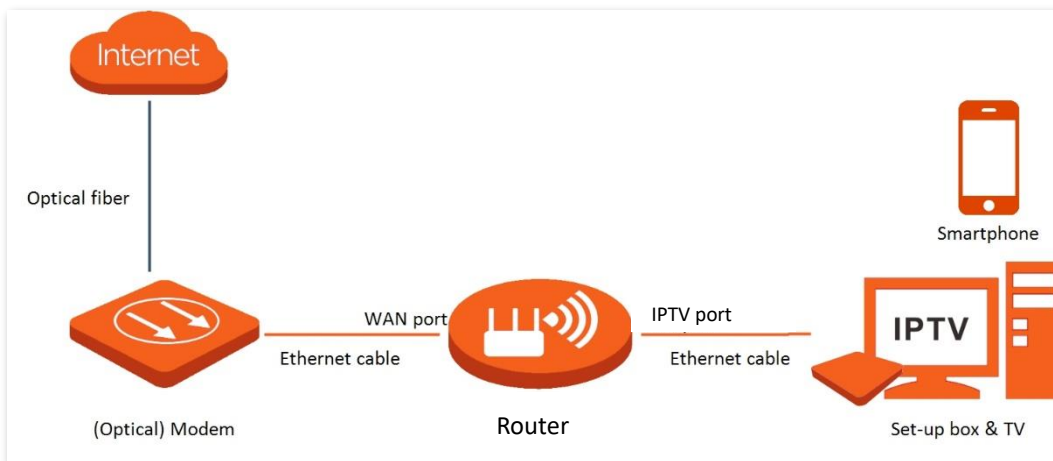 Internet
Optical fiber
Smartphone
WAN port
IPTV port
IPTV
Ethernet cable
Ethernet cable
(Optical) Modem
Router
Set-up box & TV